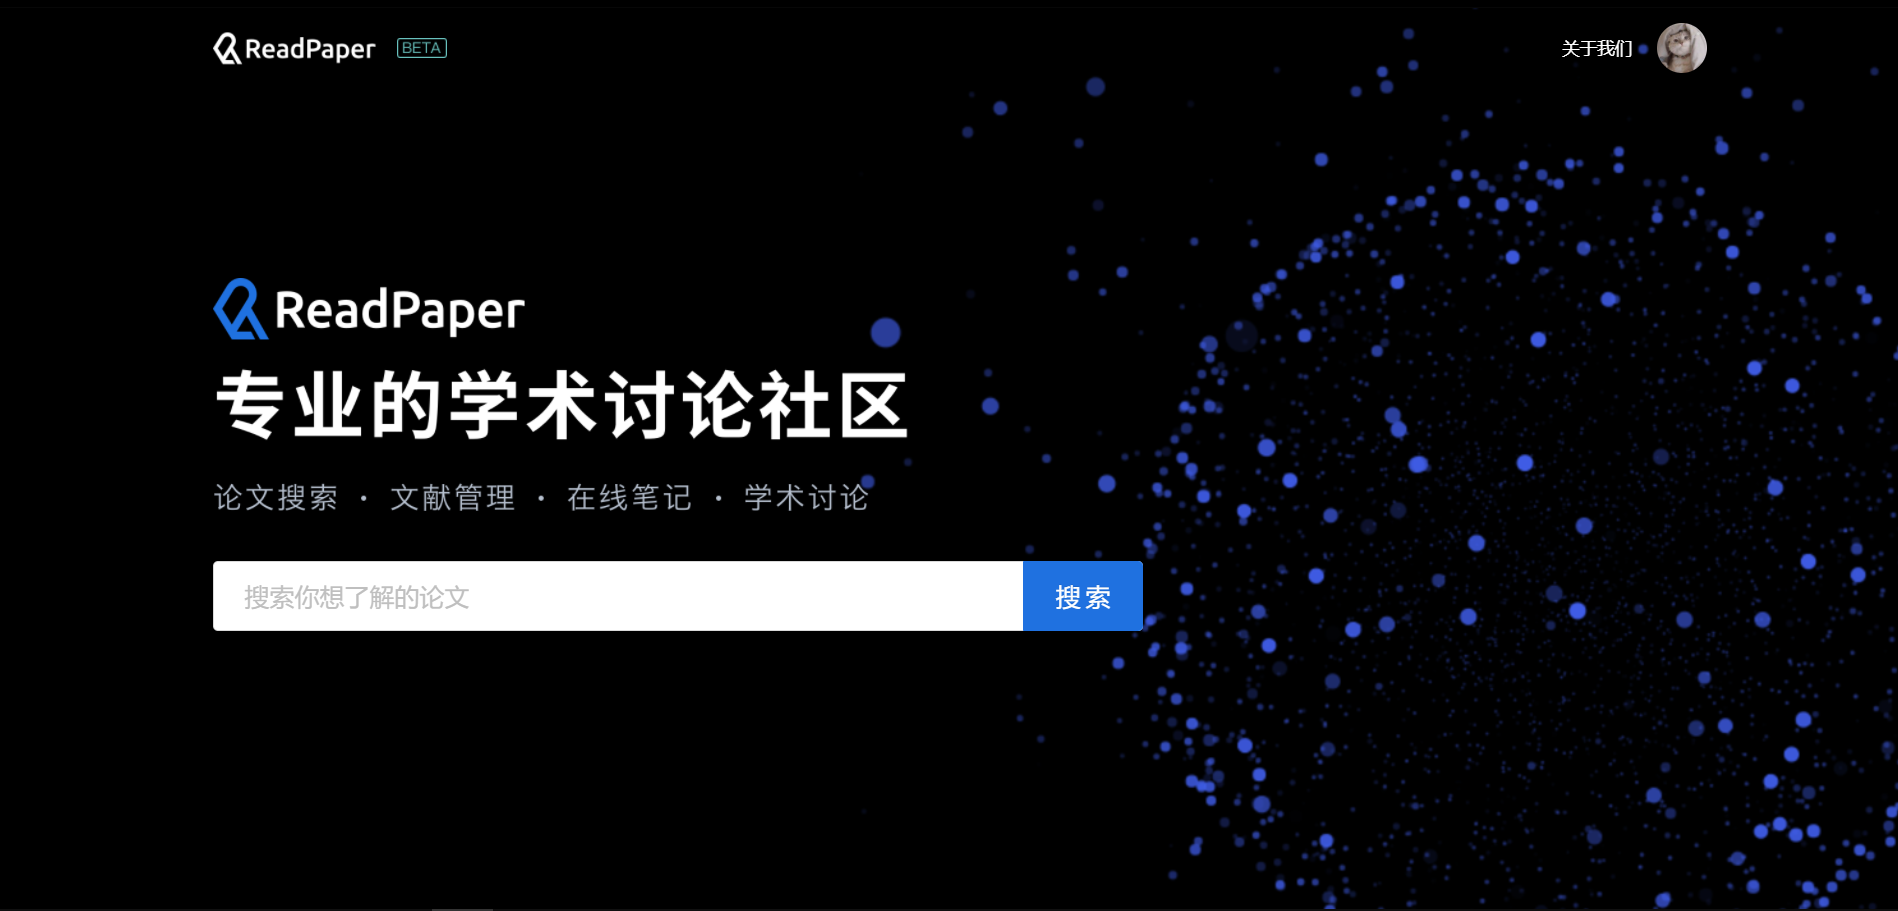 ReadPaper BETA 关于我们
ReadPaper
专业的学术讨论社区
论文搜索 · 文献管理 · 在线笔记 · 学术讨论
搜索你想了解的论文 搜索